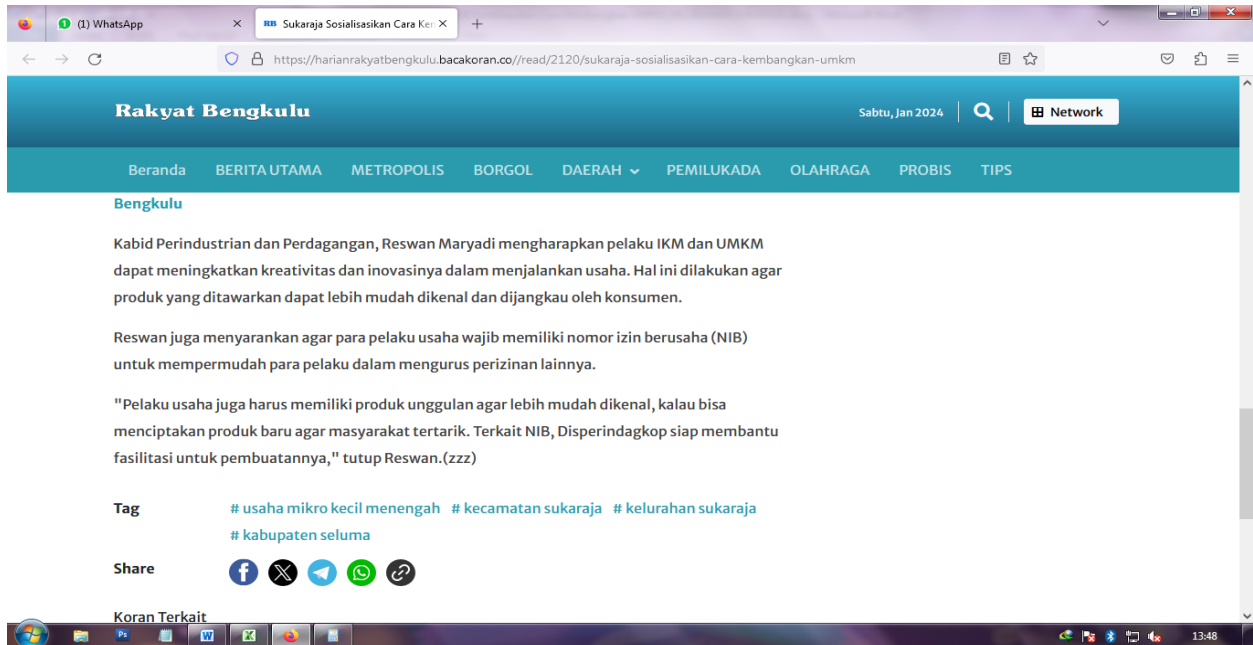 (1) WhatsApp
RB Sukaraja Sosialisasikan Cara Ker
https://harianrakyatbengkulu.bacakoran.co//read/2120/sukaraja-sosialisasikan-cara-kembangkan-umkm
Rakyat Bengkulu
Sabtu, Jan 2024
Network
Beranda BERITA UTAMA METROPOLIS BORGOL DAERAH PEMILUKADA OLAHRAGA PROBIS TIPS
Bengkulu
Kabid Perindustrian dan Perdagangan, Reswan Maryadi mengharapkan pelaku IKM dan UMKM
dapat meningkatkan kreativitas dan inovasinya dalam menjalankan usaha. Hal ini dilakukan agar
produk yang ditawarkan dapat lebih mudah dikenal dan dijangkau oleh konsumen.
Reswan juga menyarankan agar para pelaku usaha wajib memiliki nomor izin berusaha (NIB)
untuk mempermudah para pelaku dalam mengurus perizinan lainnya.
"Pelaku usaha juga harus memiliki produk unggulan agar lebih mudah dikenal, kalau bisa
menciptakan produk baru agar masyarakat tertarik. Terkait NIB, Disperindagkop siap membantu
fasilitasi untuk pembuatannya," tutup Reswan.(zzz)
Tag # usaha mikro kecil menengah # kecamatan sukaraja # kelurahan sukaraja
# kabupaten seluma
Share
Koran Terkait
13:48